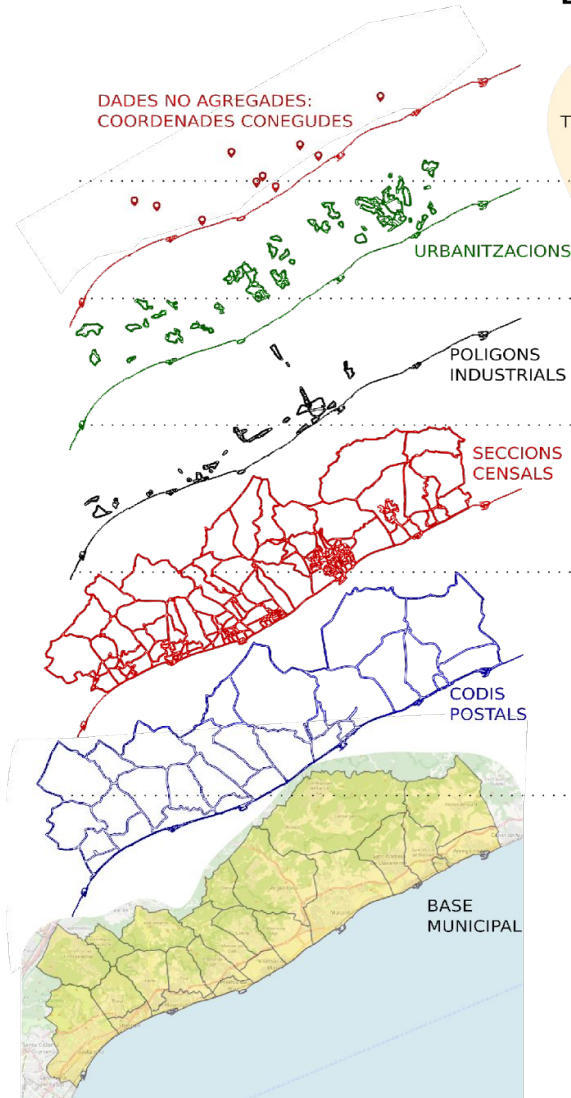 DADES NO AGREGADES:
COORDENADES CONEGUDES
T
URBANITZACIONS
POLIGONS
INDUSTRIALS
SECCIONS
CENSALS
CODIS
POSTALS
BASE
MUNICIPAL